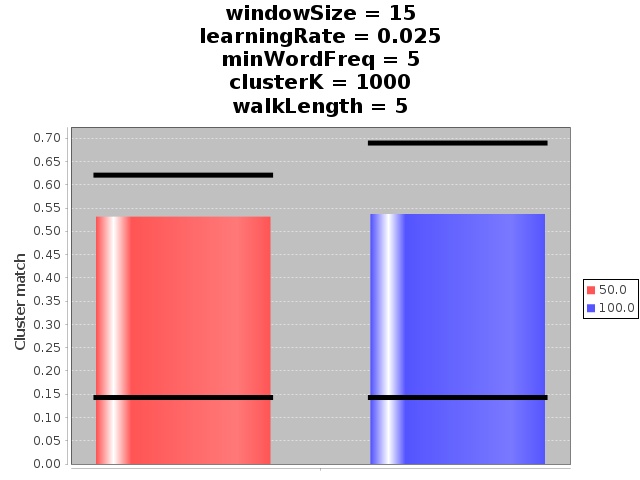 windowSize = 15
learningRate = 0.025
minWordFreq = 5
clusterK = 1000
walkLength = 5
0.70
0.65
0.60
0.55
0.50
0.45
0.40
0.35
0.30
0.25
0.20
0.15
0.10
0.05
0.00
Cluster match
50.0
100.0